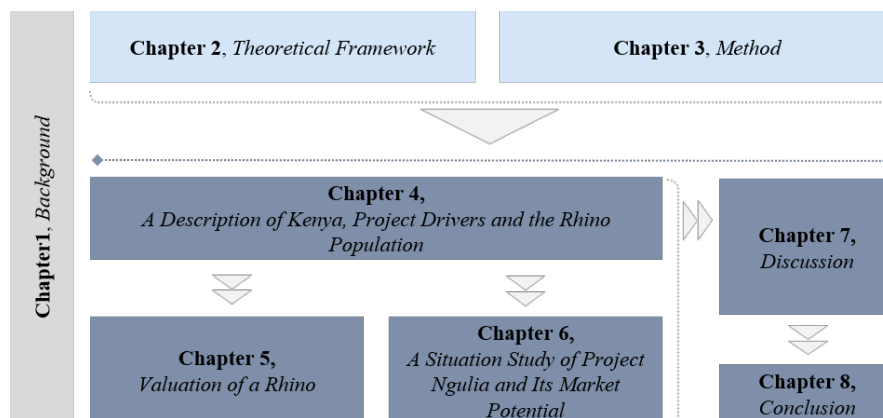 Chapter1, Background
Chapter 2, Theoretical Framework
Chapter 3, Method
Chapter 4,
A Description of Kenya, Project Drivers and the Rhino
Population
Chapter 5,
Valuation of a Rhino
Chapter 6,
A Situation Study of Project
Ngulia and Its Market
Potential
Chapter 7,
Discussion
Chapter 8,
Conclusion